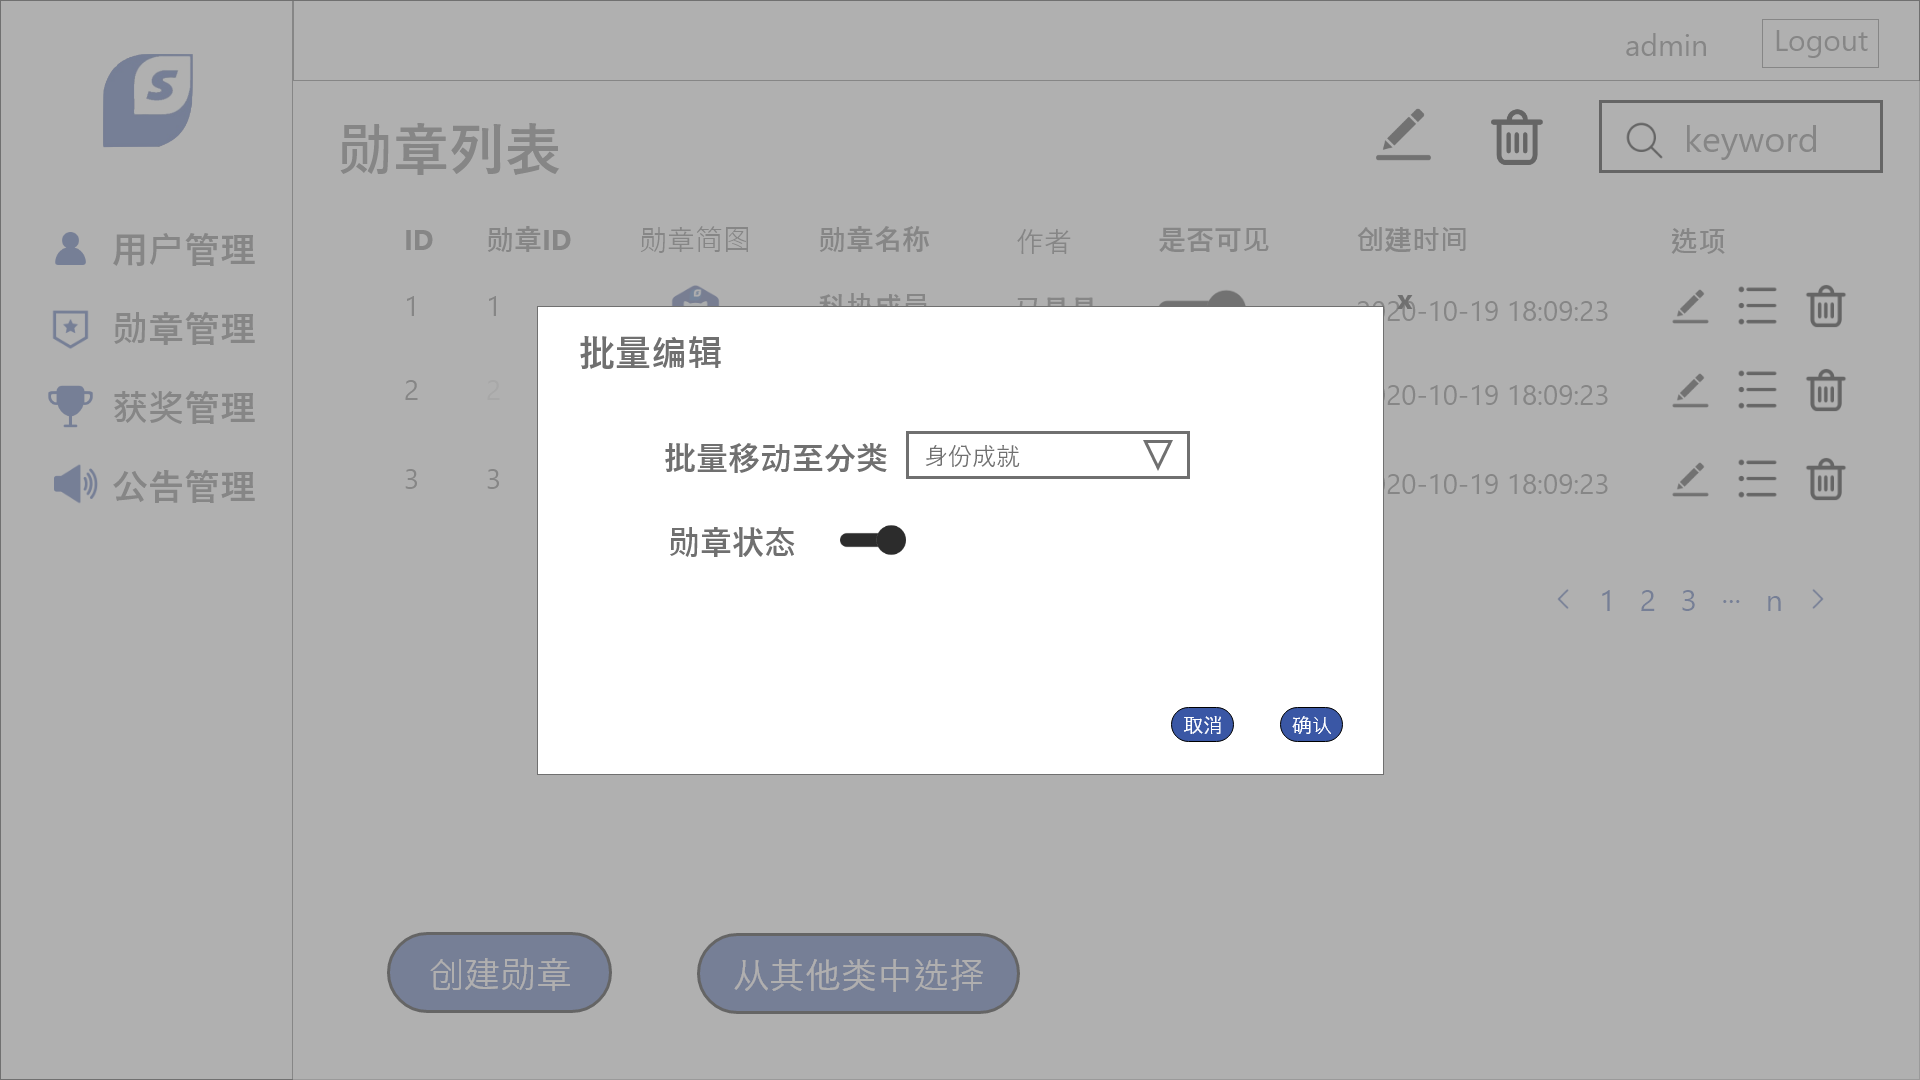 S
admin
Logout
勋章列表
keyword
用户管理
勋章管理
获奖管理
公告管理
ID 勋章ID 勋章简图 勋章名称 作者 是否可见 创建时间 选项
1 1 科协成员 2020-10-19 18:09:23
x
2 2 20-10-19 18:09:23
3 3 20-10-19 18:09:23
批量编辑
批量移动至分类 身份成就
勋章状态
取消 确认
1 2 3 ··· n
创建勋章
从其他类中选择